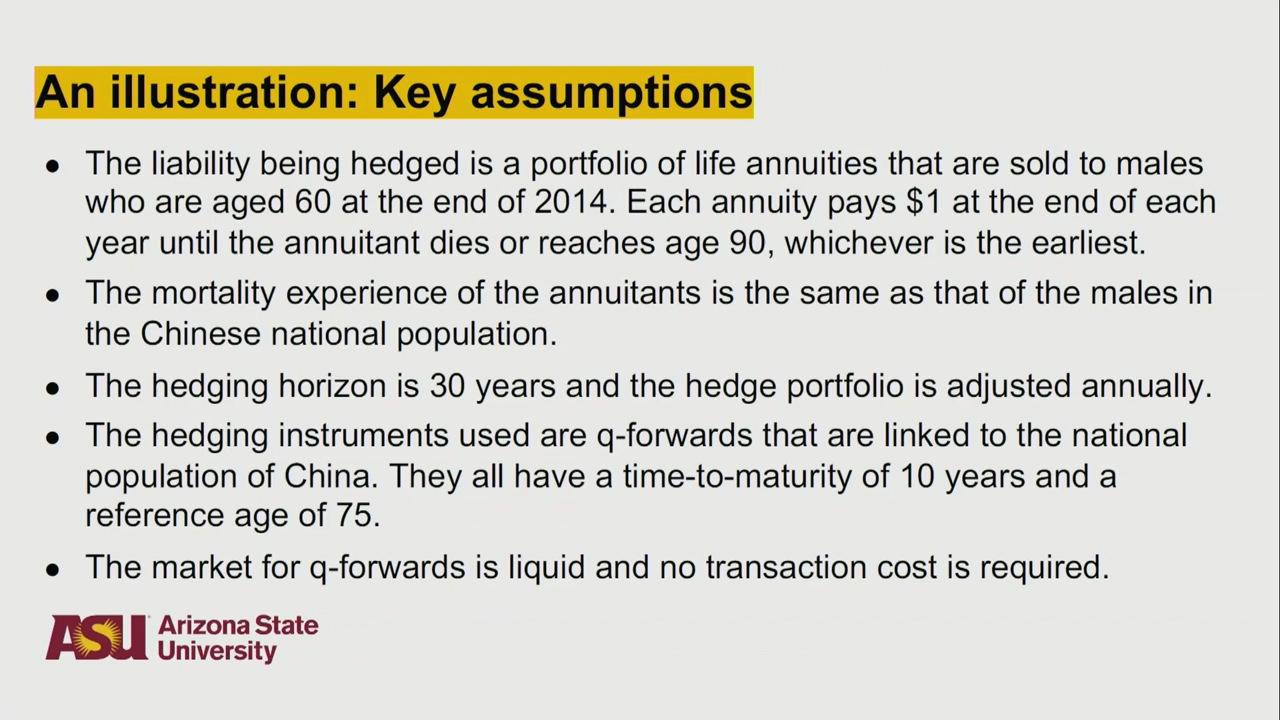 An illustration: Key assumptions
● The liability being hedged is a portfolio of life annuities that are sold to males
who are aged 60 at the end of 2014. Each annuity pays $1 at the end of each
year until the annuitant dies or reaches age 90, whichever is the earliest.
● The mortality experience of the annuitants is the same as that of the males in
the Chinese national population.
● The hedging horizon is 30 years and the hedge portfolio is adjusted annually.
● The hedging instruments used are q-forwards that are linked to the national
population of China. They all have a time-to-maturity of 10 years and a
reference age of 75.
● The market for q-forwards is liquid and no transaction cost is required.
ASU Arizona State
University